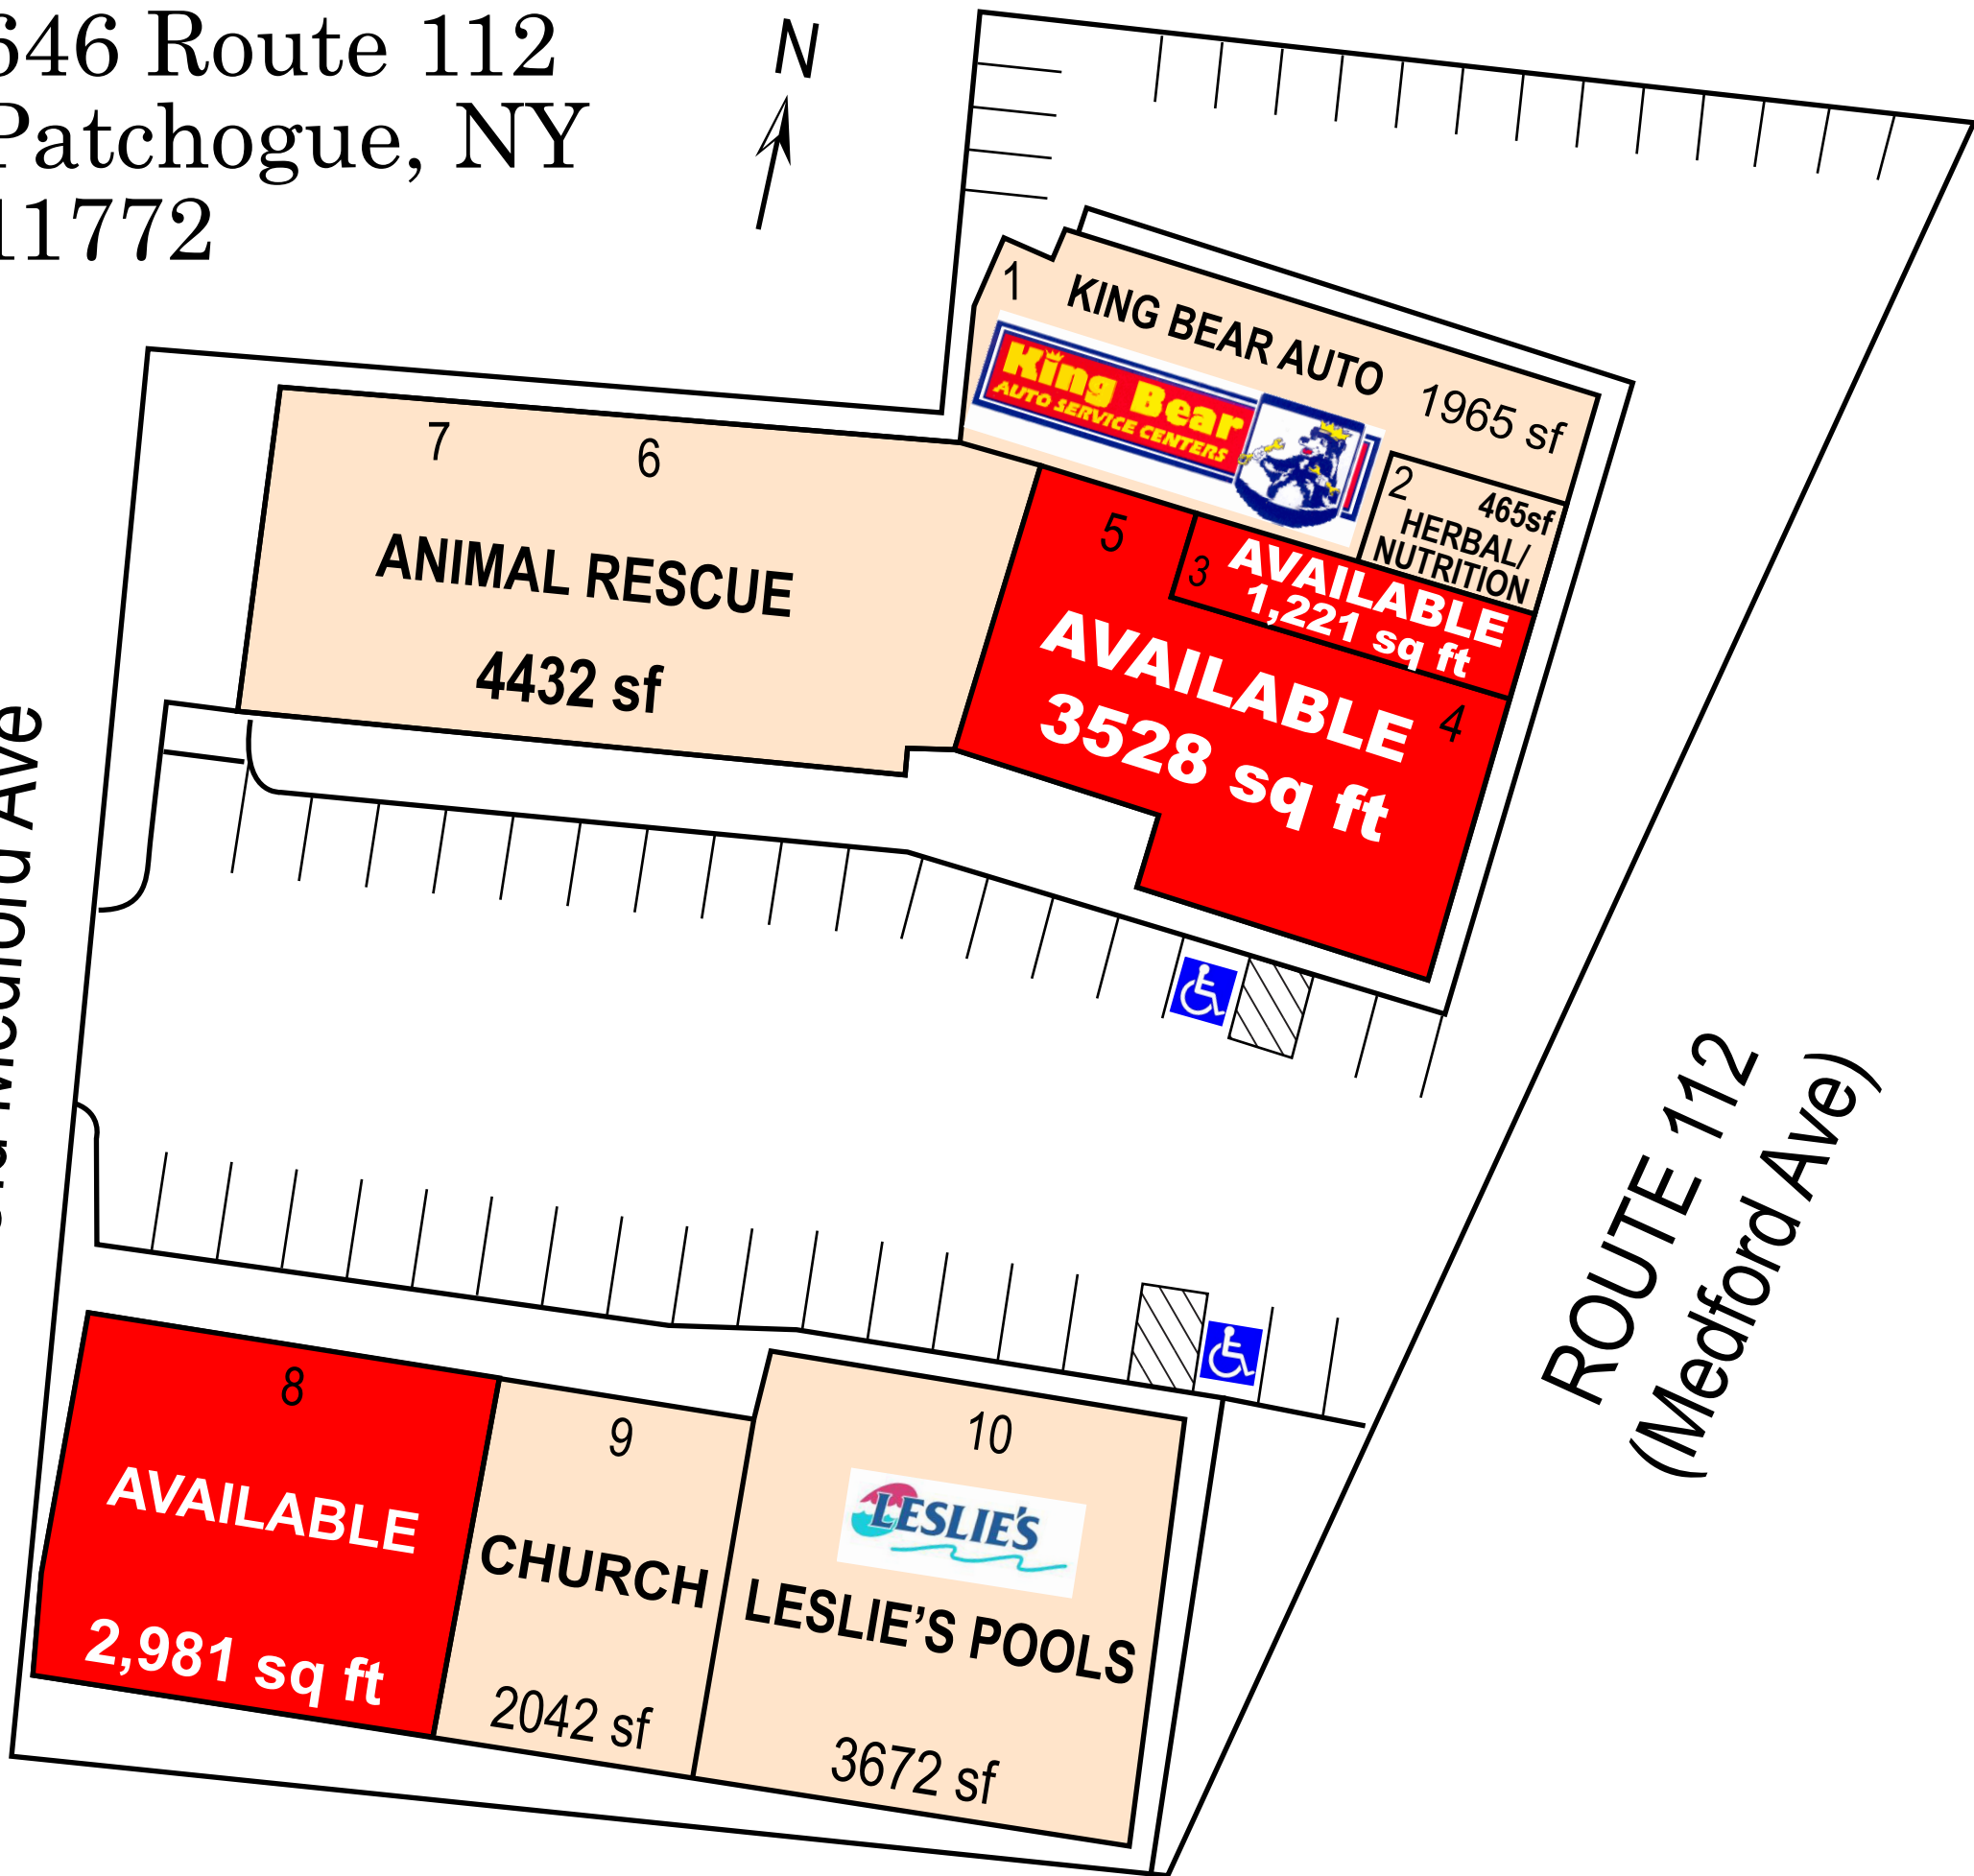 646 Route 112
Patchogue, NY
11772
N
1
KING BEAR AUTO
1965 sf
King Bear
AUTO SERVICE CENTERS
2
465sf
HERBAL/
NUTRITION
7
6
ANIMAL RESCUE
4432 sf
5
3
AVAILABLE
1,221 sq ft
AVAILABLE
3528 sq ft
4
Ave
ROUTE 112
(Medford Ave)
8
AVAILABLE
2,981 sq ft
9
CHURCH
2042 sf
10
LESLIE'S
LESLIE’S POOLS
3672 sf